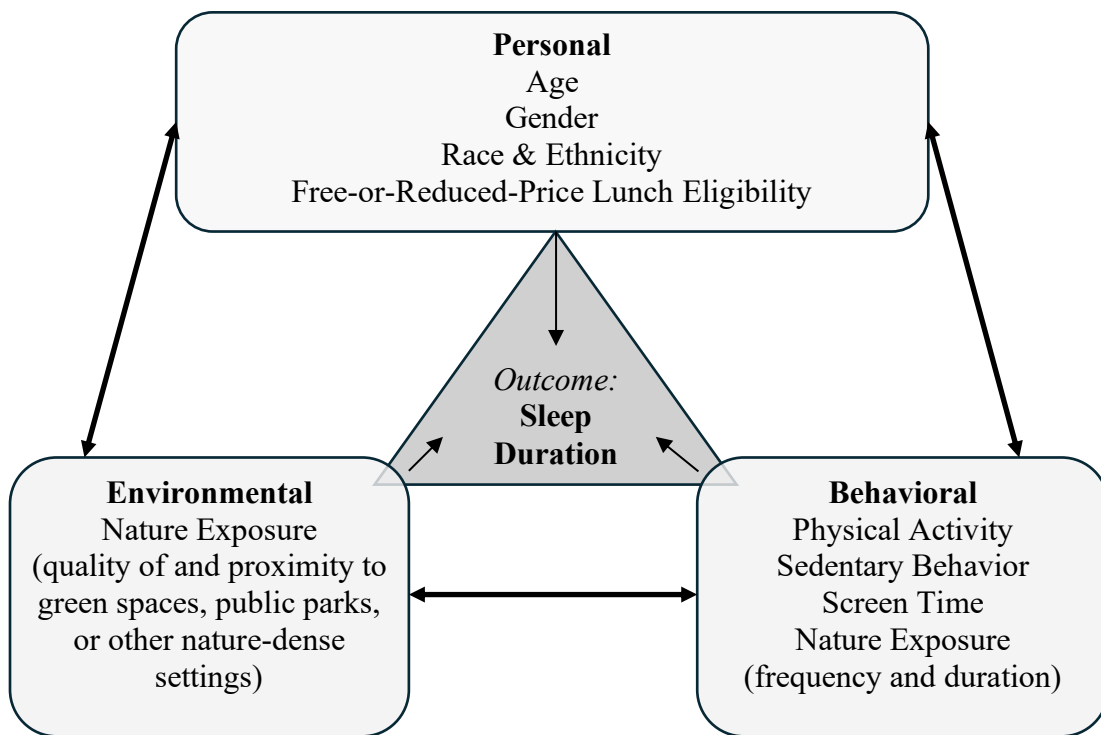 Personal
Age
Gender
Race & Ethnicity
Free-or-Reduced-Price Lunch Eligibility
Outcome:
Sleep
Duration
Environmental
Nature Exposure
(quality of and proximity to
green spaces, public parks,
or other nature-dense
settings)
Behavioral
Physical Activity
Sedentary Behavior
Screen Time
Nature Exposure
(frequency and duration)